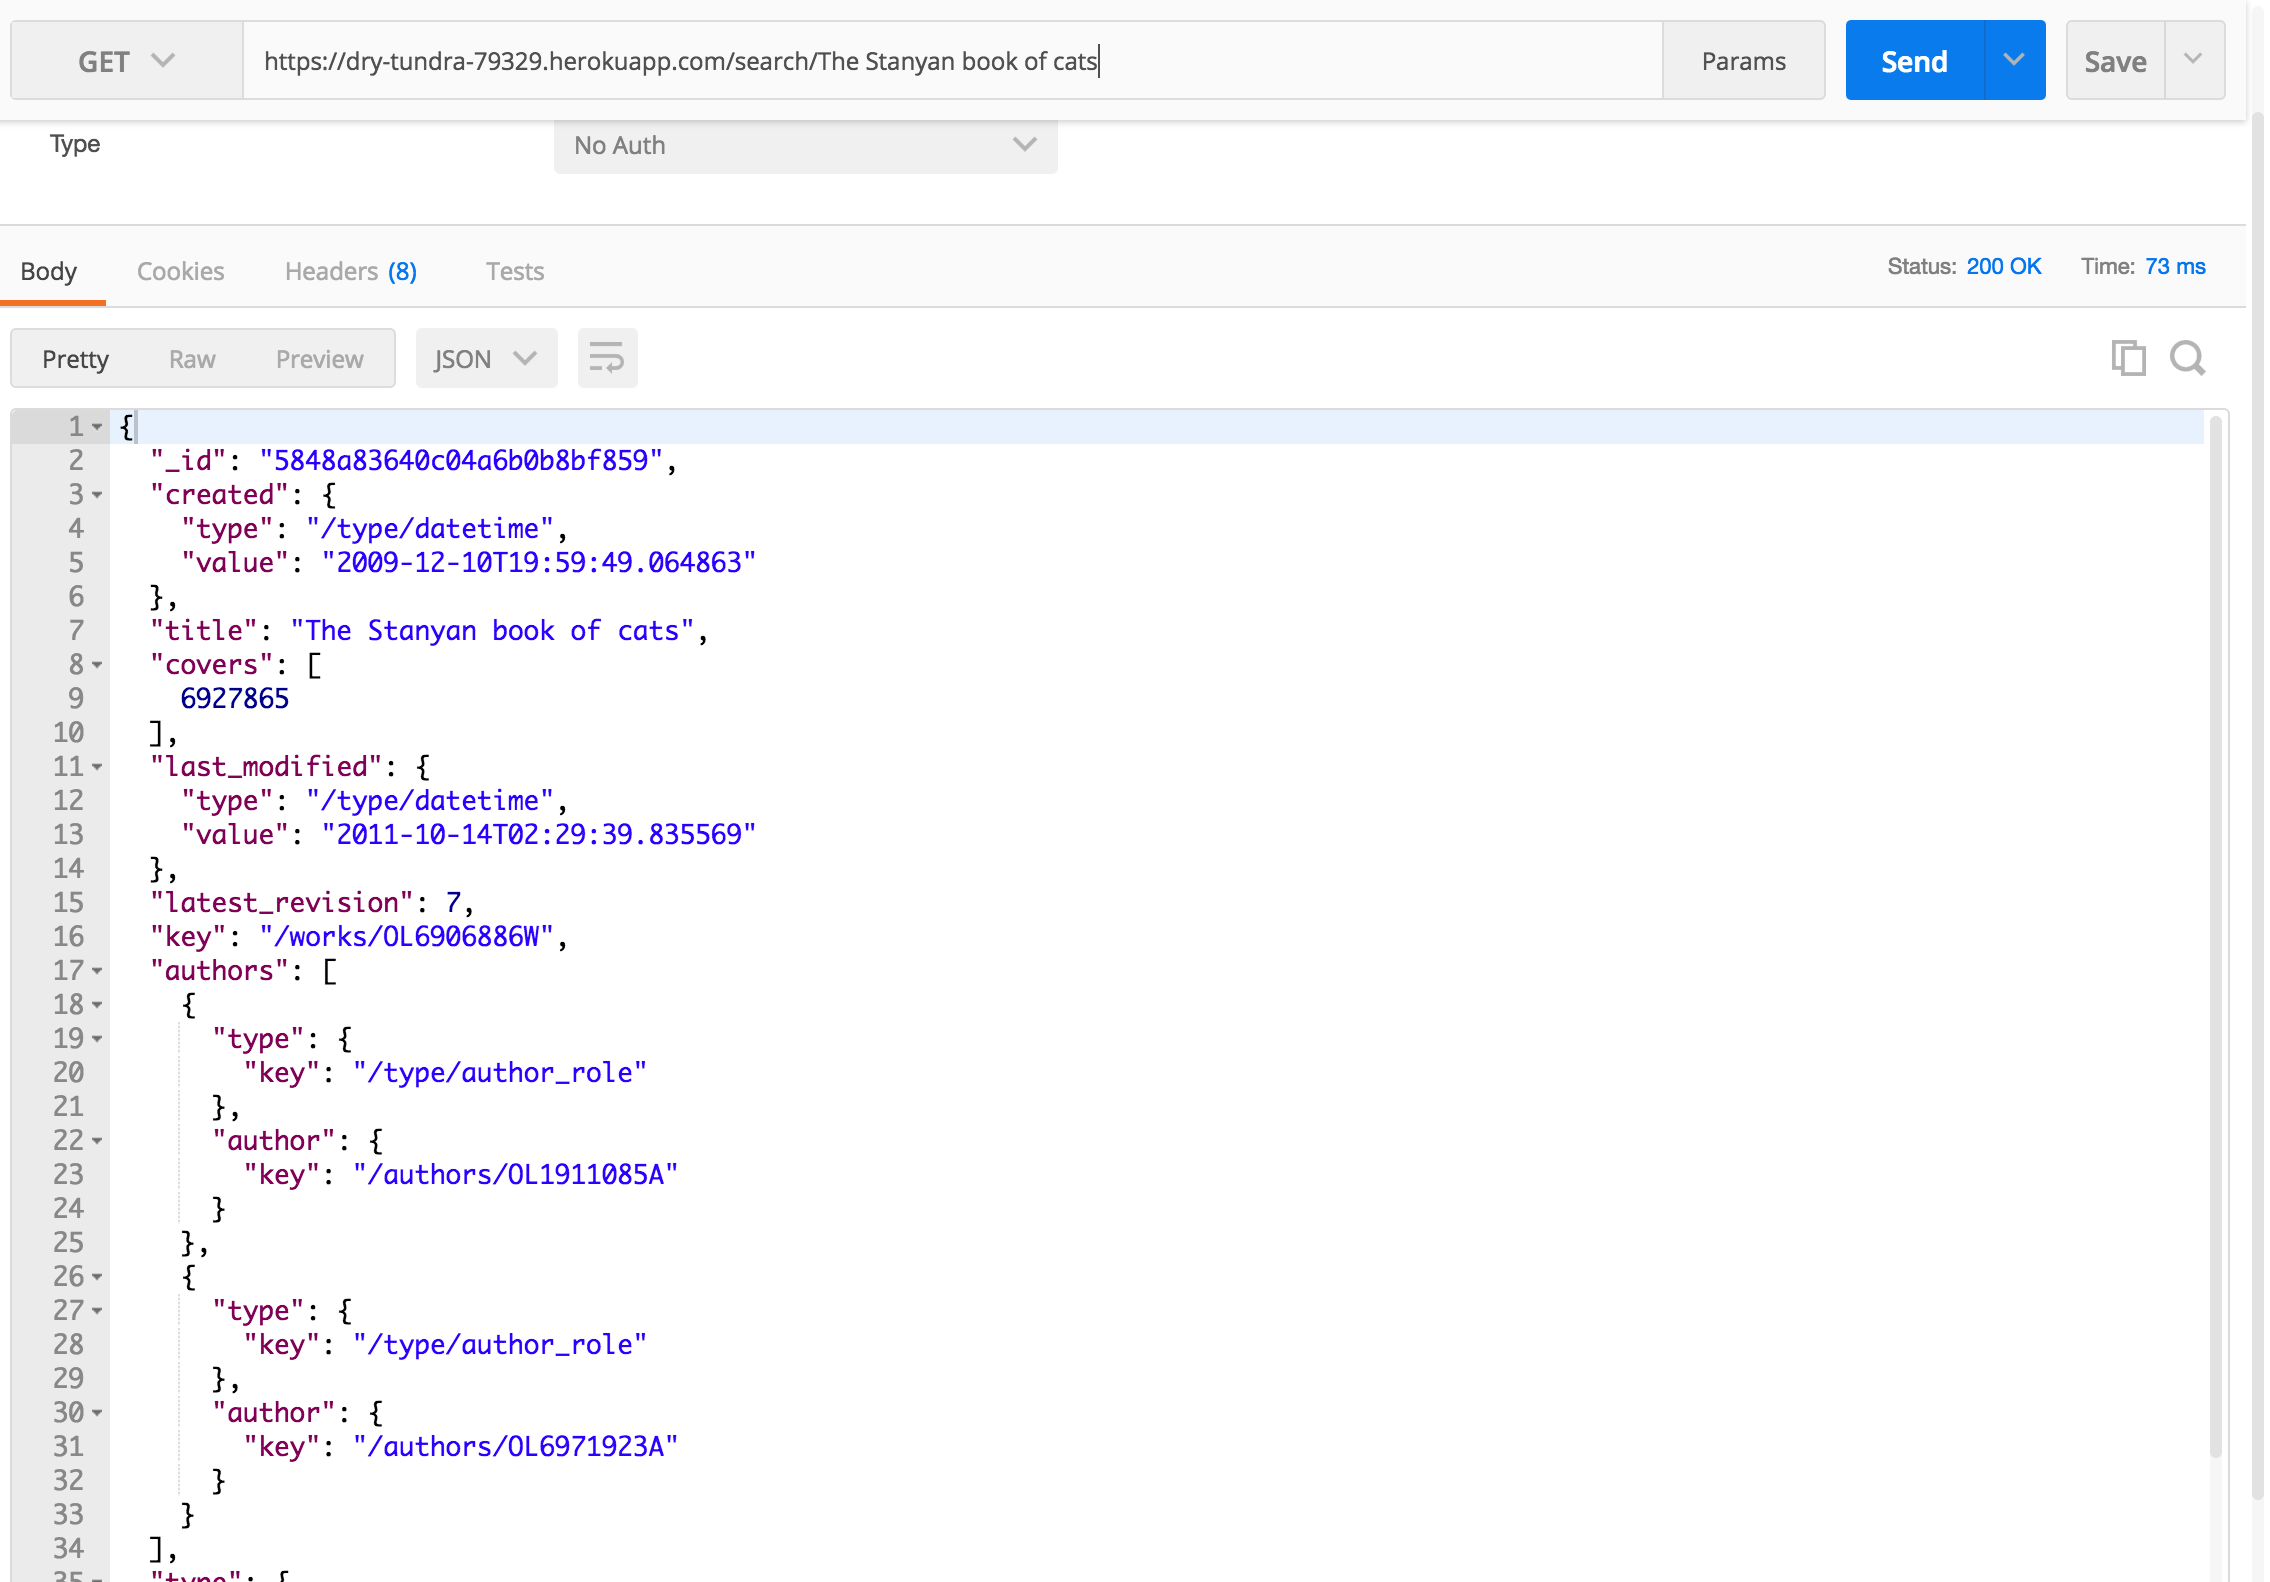 GET https://dry-tundra-79329.herokuapp.com/search/The Stanyan book of cats Params Send Save
Type No Auth
Body Cookies Headers (8) Tests Status: 200 OK Time: 73 ms
Pretty Raw Preview JSON
1 {
2 "_id": "5848a83640c04a6b0b8bf859",
3 "created": {
4 "type": "/type/datetime",
5 "value": "2009-12-10T19:59:49.064863"
6 },
7 "title": "The Stanyan book of cats",
8 "covers": [
9 6927865
10 ],
11 "last_modified": {
12 "type": "/type/datetime",
13 "value": "2011-10-14T02:29:39.835569"
14 },
15 "latest_revision": 7,
16 "key": "/works/OL6906886W",
17 "authors": [
18 {
19 "type": {
20 "key": "/type/author_role"
21 },
22 "author": {
23 "key": "/authors/OL1911085A"
24 }
25 },
26 {
27 "type": {
28 "key": "/type/author_role"
29 },
30 "author": {
31 "key": "/authors/OL6971923A"
32 }
33 }
34 ],
35 "type": {